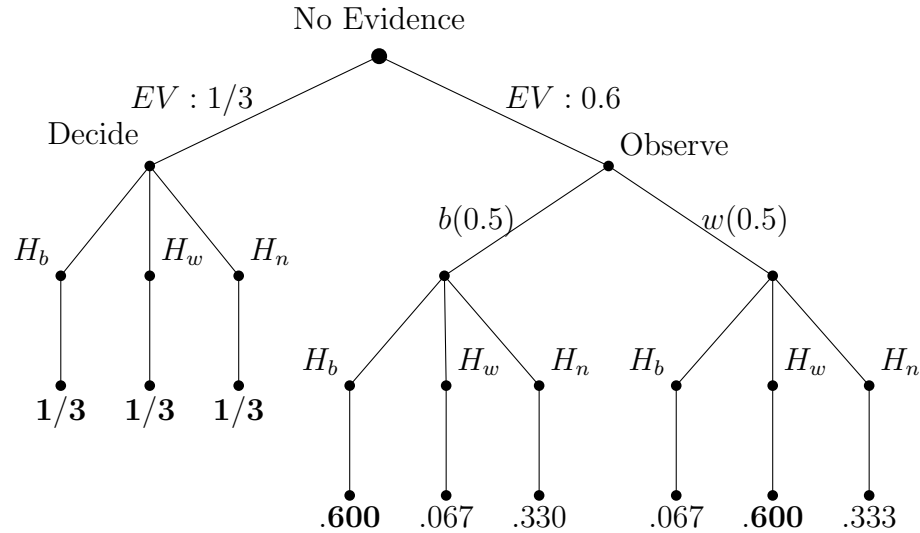 No Evidence
EV : 1/3
EV : 0.6
Decide
Observe
b(0.5)
w(0.5)
H_b
H_w
H_n
H_b
H_w
H_n
H_b
H_w
H_n
1/3
1/3
1/3
.600
.067
.330
.067
.600
.333